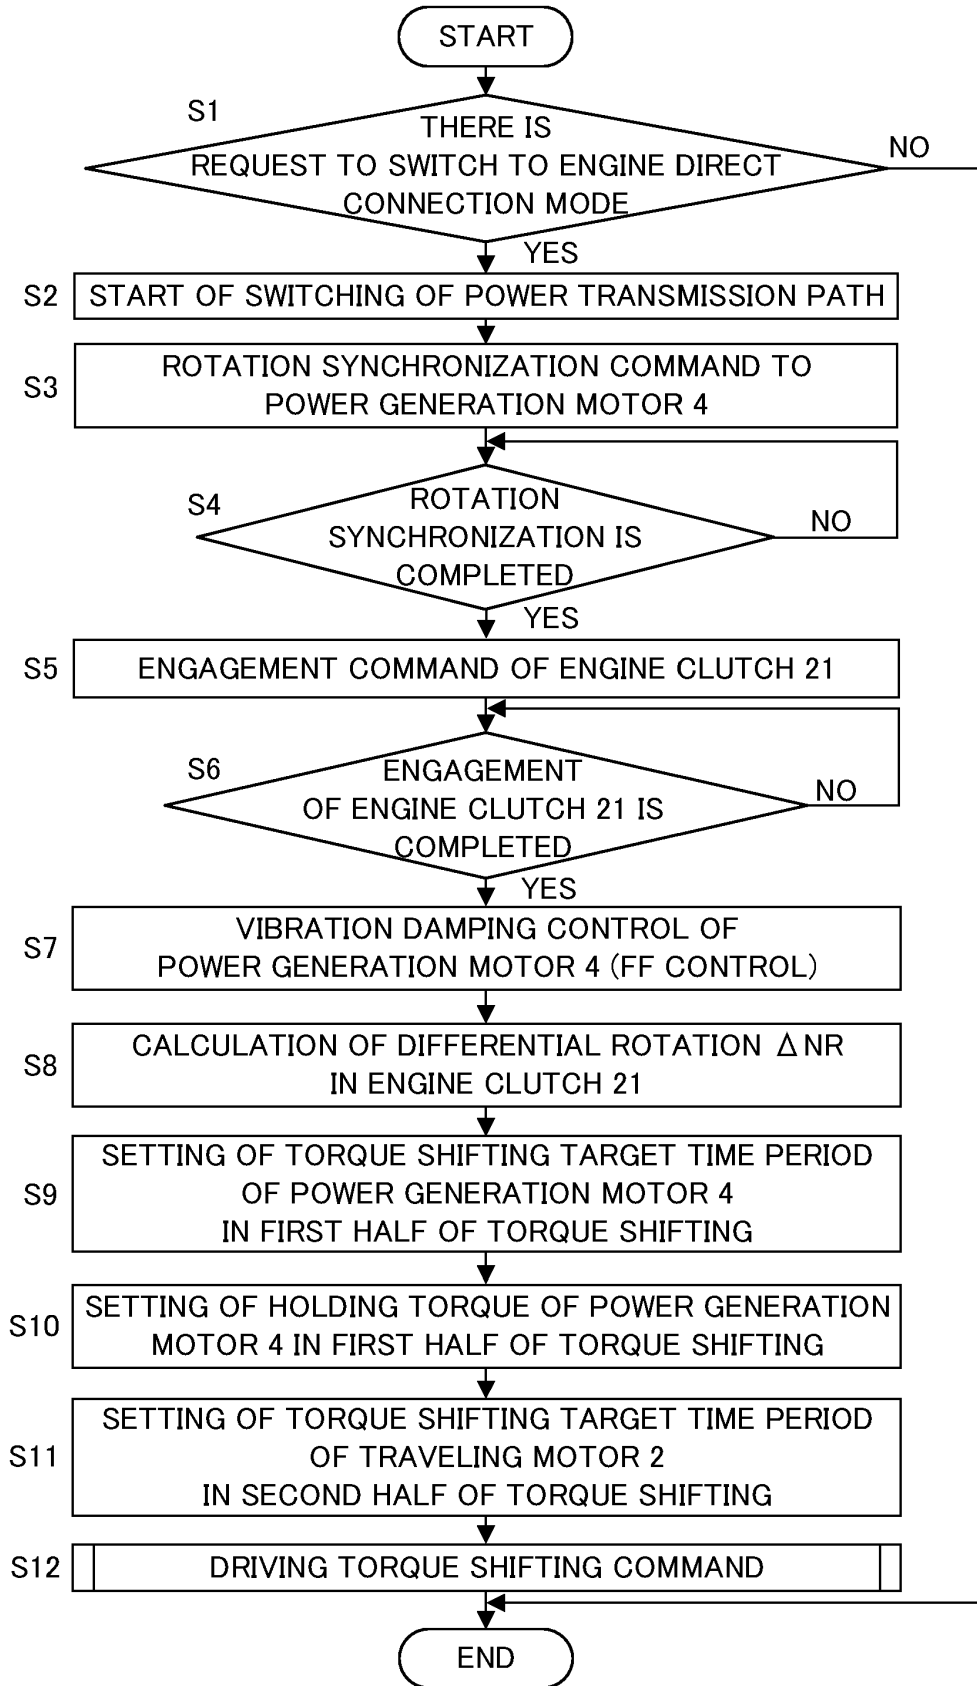 START
S1
THERE IS
REQUEST TO SWITCH TO ENGINE DIRECT
CONNECTION MODE
NO
YES
S2
START OF SWITCHING OF POWER TRANSMISSION PATH
S3
ROTATION SYNCHRONIZATION COMMAND TO
POWER GENERATION MOTOR 4
S4
ROTATION
SYNCHRONIZATION IS
COMPLETED
NO
YES
S5
ENGAGEMENT COMMAND OF ENGINE CLUTCH 21
S6
ENGAGEMENT
OF ENGINE CLUTCH 21 IS
COMPLETED
NO
YES
S7
VIBRATION DAMPING CONTROL OF
POWER GENERATION MOTOR 4 (FF CONTROL)
S8
CALCULATION OF DIFFERENTIAL ROTATION ΔNR
IN ENGINE CLUTCH 21
S9
SETTING OF TORQUE SHIFTING TARGET TIME PERIOD
OF POWER GENERATION MOTOR 4
IN FIRST HALF OF TORQUE SHIFTING
S10
SETTING OF HOLDING TORQUE OF POWER GENERATION
MOTOR 4 IN FIRST HALF OF TORQUE SHIFTING
S11
SETTING OF TORQUE SHIFTING TARGET TIME PERIOD
OF TRAVELING MOTOR 2
IN SECOND HALF OF TORQUE SHIFTING
S12
DRIVING TORQUE SHIFTING COMMAND
END